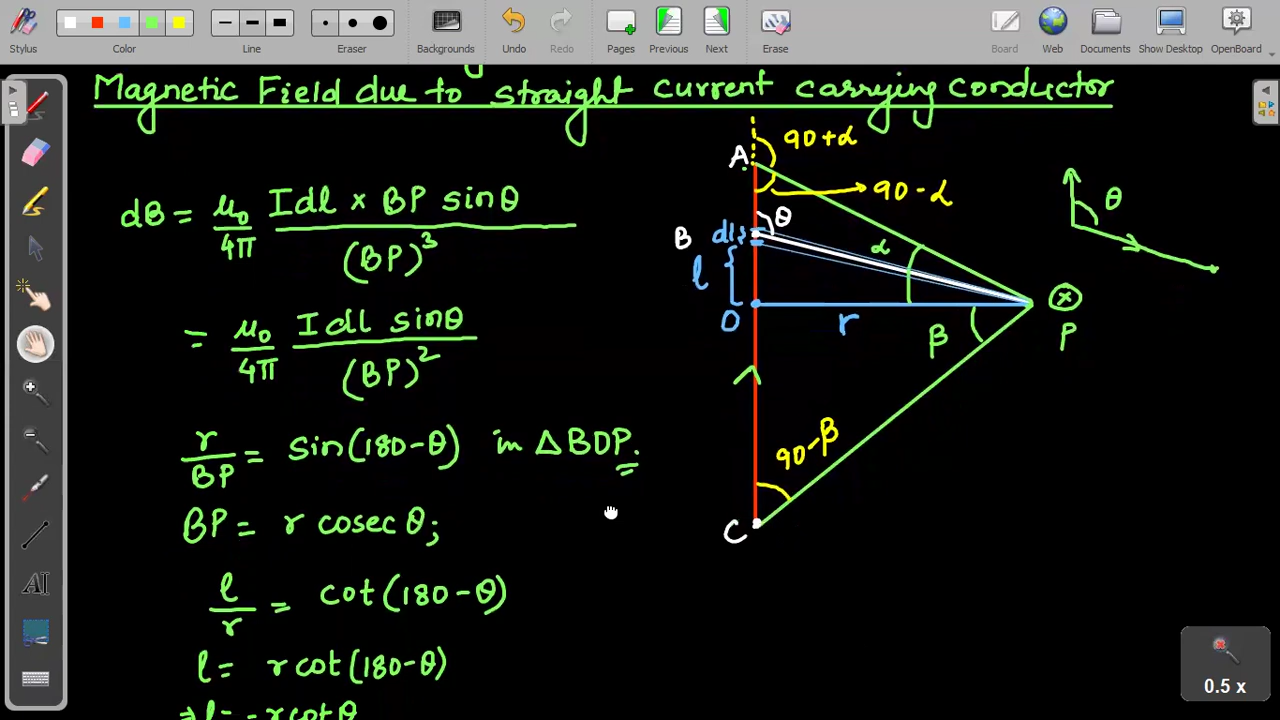 Stylus Color Line Eraser Backgrounds Undo Redo Pages Previous Next Erase Board Web Documents Show Desktop OpenBoard
Magnetic Field due to straight current carrying conductor
dB = μ₀/4π Idl × BP sinθ / (BP)³
= μ₀/4π Idl sinθ / (BP)²
r/BP = sin(180-θ) in ΔBOP.
BP = r cosec θ;
l/r = cot(180-θ)
l = r cot(180-θ)
⇒ l = -r cot θ
90+α
A
90-α
θ
B dl
α
l
O r
P
β
90-β
C
θ
0.5 x